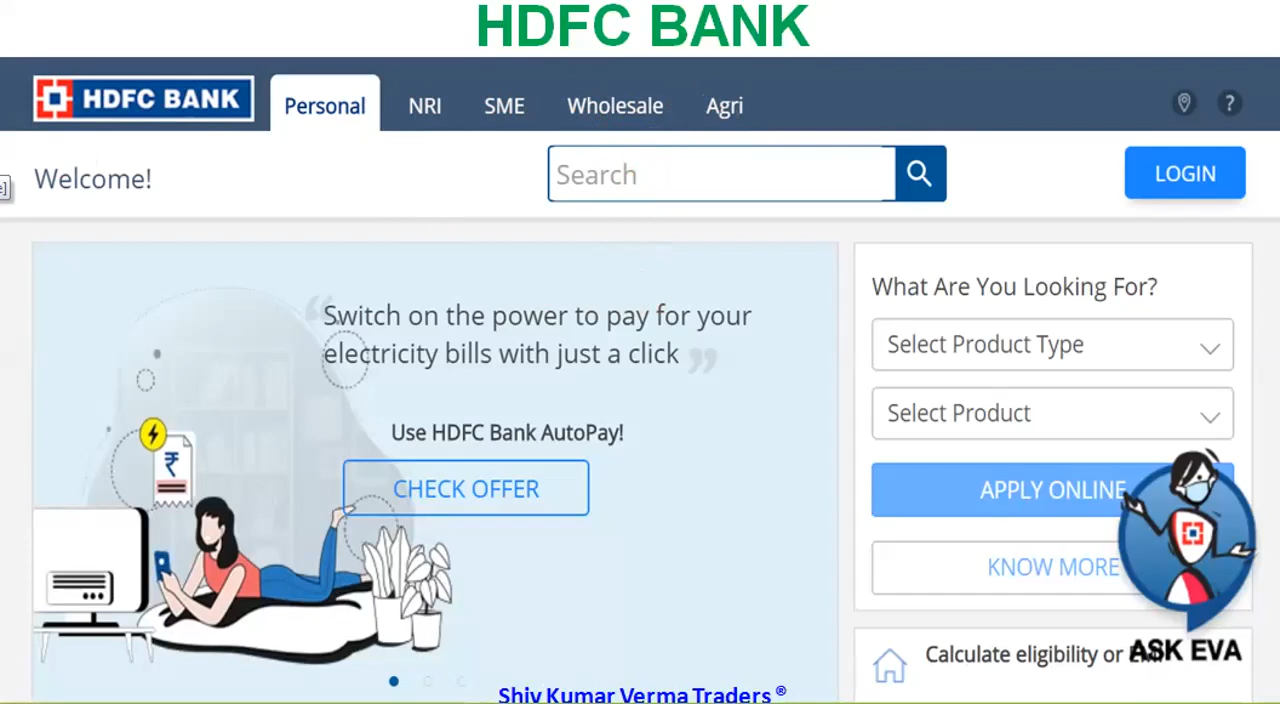 HDFC BANK
HDFC BANK
Personal
NRI
SME
Wholesale
Agri
?
Welcome!
Search
LOGIN
“Switch on the power to pay for your
electricity bills with just a click”
Use HDFC Bank AutoPay!
CHECK OFFER
₹
What Are You Looking For?
Select Product Type
Select Product
APPLY ONLINE
KNOW MORE
Calculate eligibility or
ASK EVA
Shiv Kumar Verma Traders ®